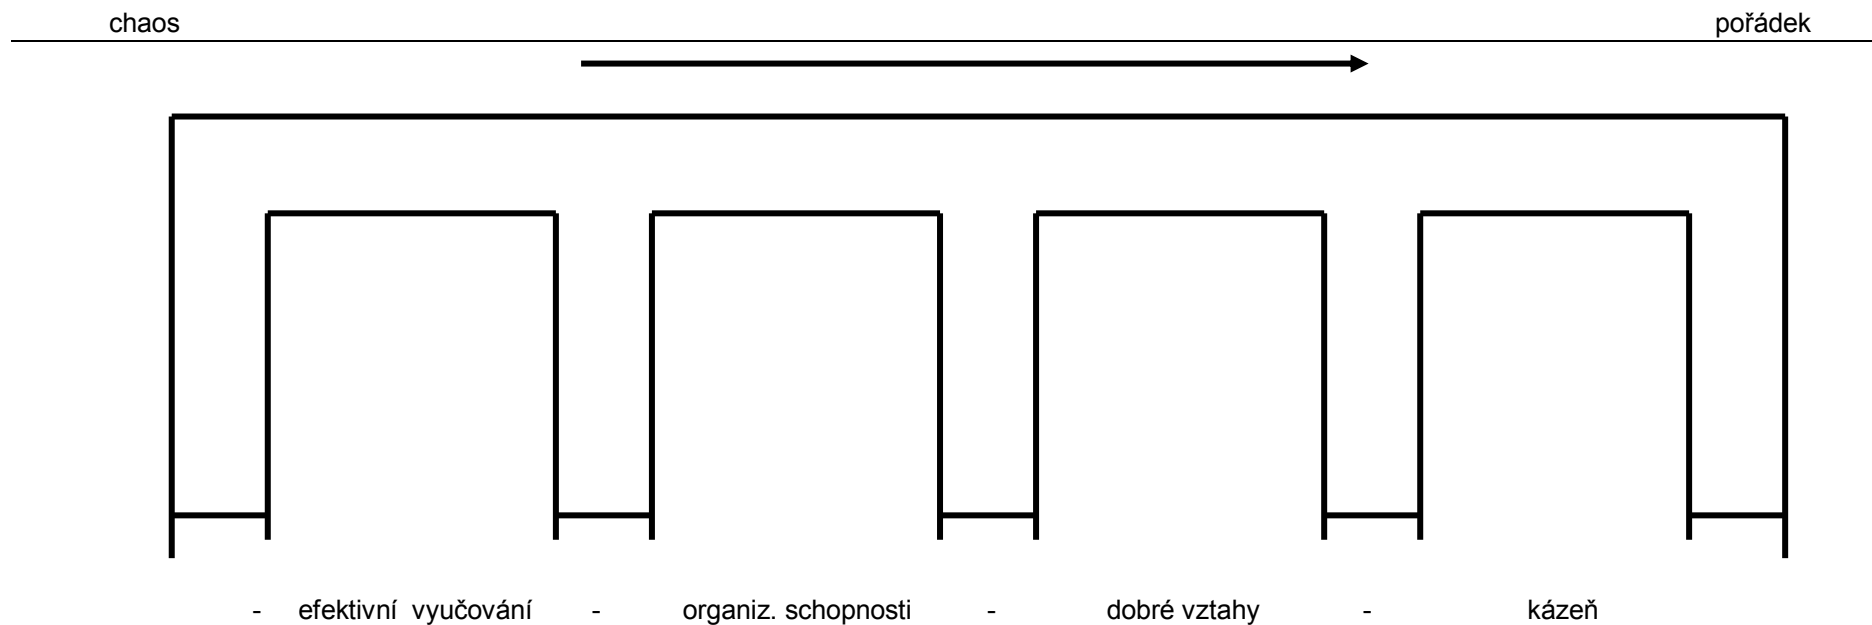 chaos pořádek
- efektivní vyučování - organiz. schopnosti - dobré vztahy - kázeň